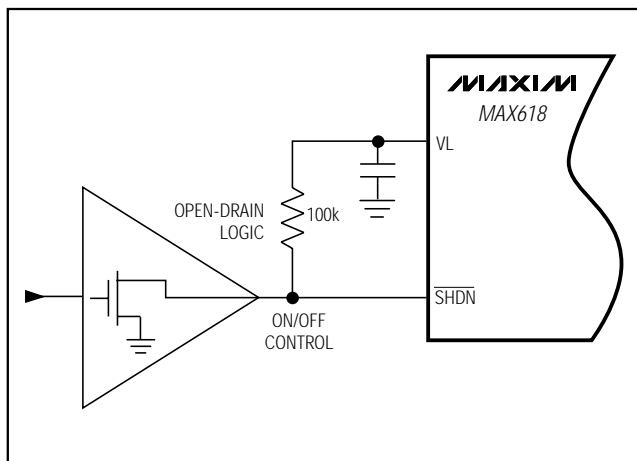 MAXIM
MAX618
VL
OPEN-DRAIN
LOGIC
100k
SHDN
ON/OFF
CONTROL